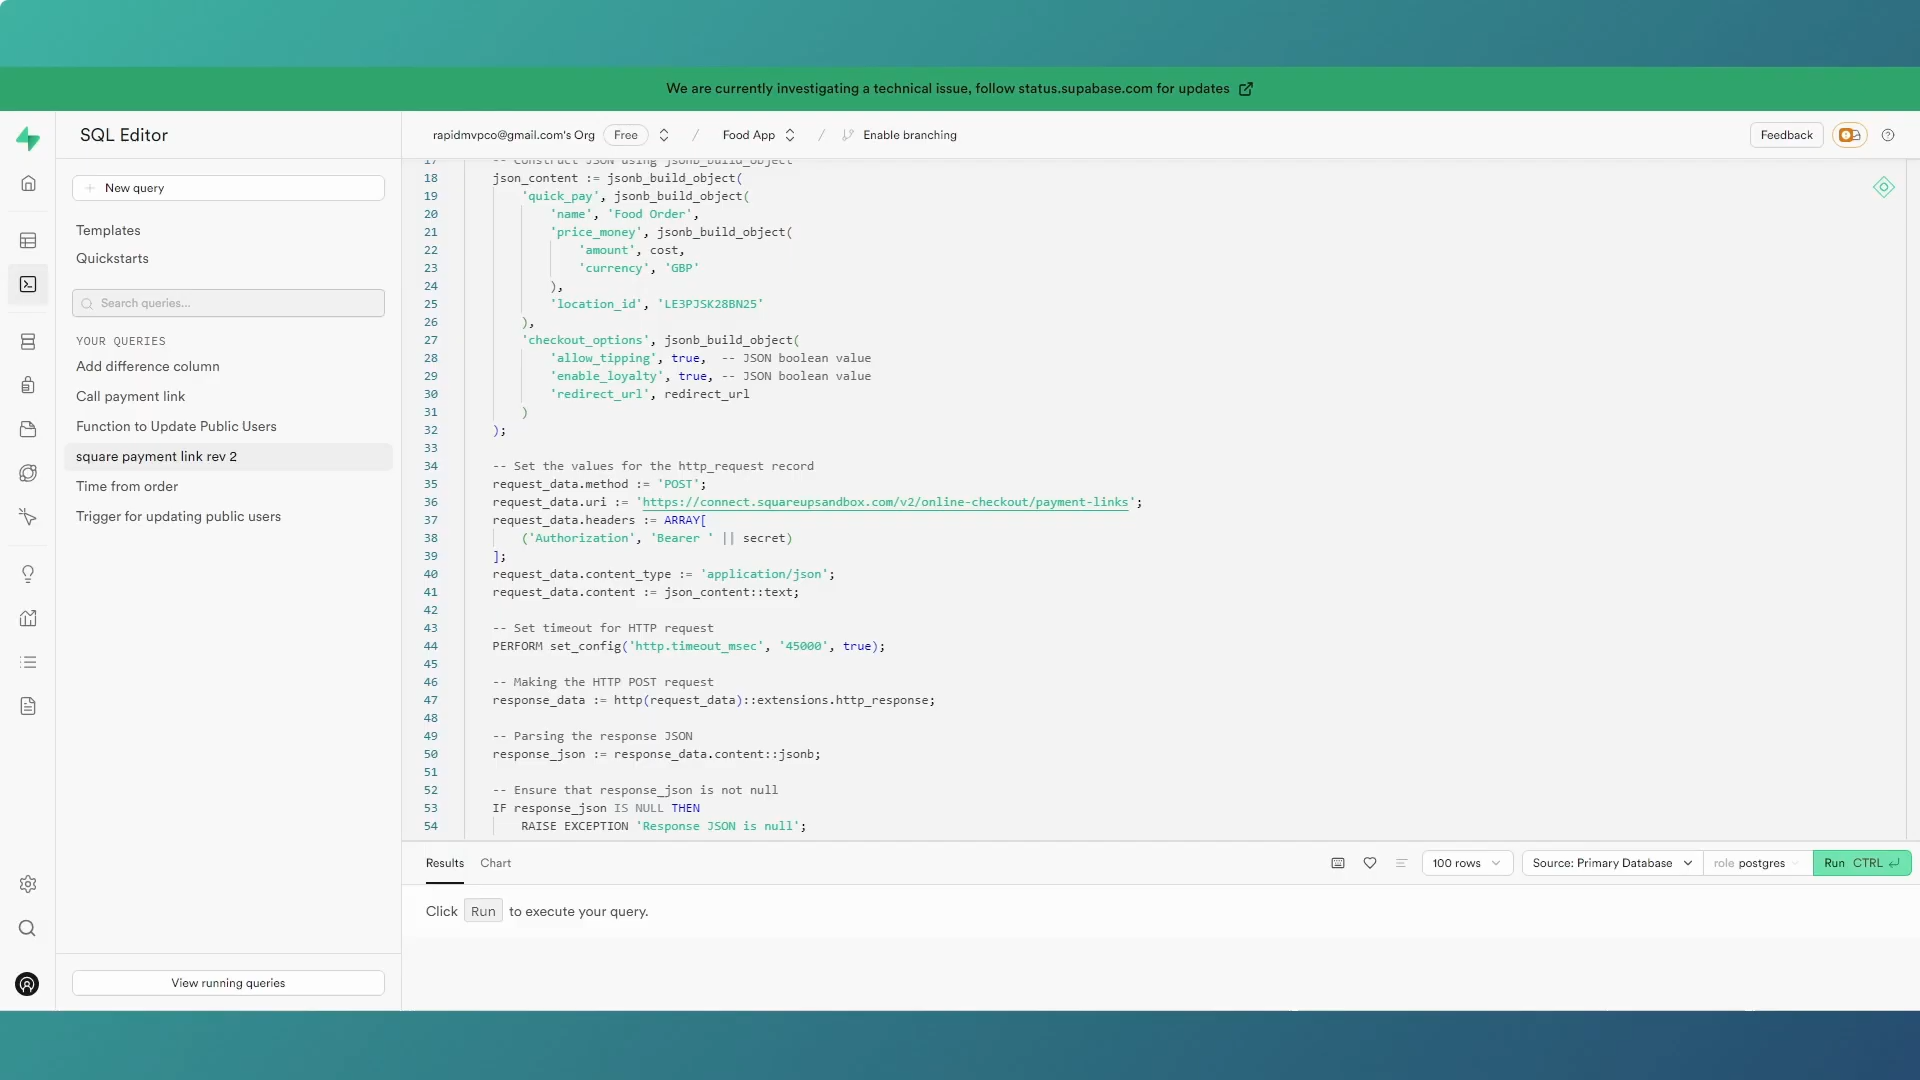 We are currently investigating a technical issue, follow status.supabase.com for updates
SQL Editor
rapidmvpco@gmail.com's Org Free / Food App / Enable branching
Feedback
New query
Templates
Quickstarts
Search queries...
YOUR QUERIES
Add difference column
Call payment link
Function to Update Public Users
square payment link rev 2
Time from order
Trigger for updating public users
View running queries
17 -- Construct JSON using jsonb_build_object
18 json_content := jsonb_build_object(
19 'quick_pay', jsonb_build_object(
20 'name', 'Food Order',
21 'price_money', jsonb_build_object(
22 'amount', cost,
23 'currency', 'GBP'
24 ),
25 'location_id', 'LE3PJSK28BN25'
26 ),
27 'checkout_options', jsonb_build_object(
28 'allow_tipping', true,  -- JSON boolean value
29 'enable_loyalty', true, -- JSON boolean value
30 'redirect_url', redirect_url
31 )
32 );
33
34 -- Set the values for the http_request record
35 request_data.method := 'POST';
36 request_data.uri := 'https://connect.squareupsandbox.com/v2/online-checkout/payment-links';
37 request_data.headers := ARRAY[
38 ('Authorization', 'Bearer ' || secret)
39 ];
40 request_data.content_type := 'application/json';
41 request_data.content := json_content::text;
42
43 -- Set timeout for HTTP request
44 PERFORM set_config('http.timeout_msec', '45000', true);
45
46 -- Making the HTTP POST request
47 response_data := http(request_data)::extensions.http_response;
48
49 -- Parsing the response JSON
50 response_json := response_data.content::jsonb;
51
52 -- Ensure that response_json is not null
53 IF response_json IS NULL THEN
54 RAISE EXCEPTION 'Response JSON is null';
Results Chart
100 rows Source: Primary Database role postgres Run CTRL
Click Run to execute your query.